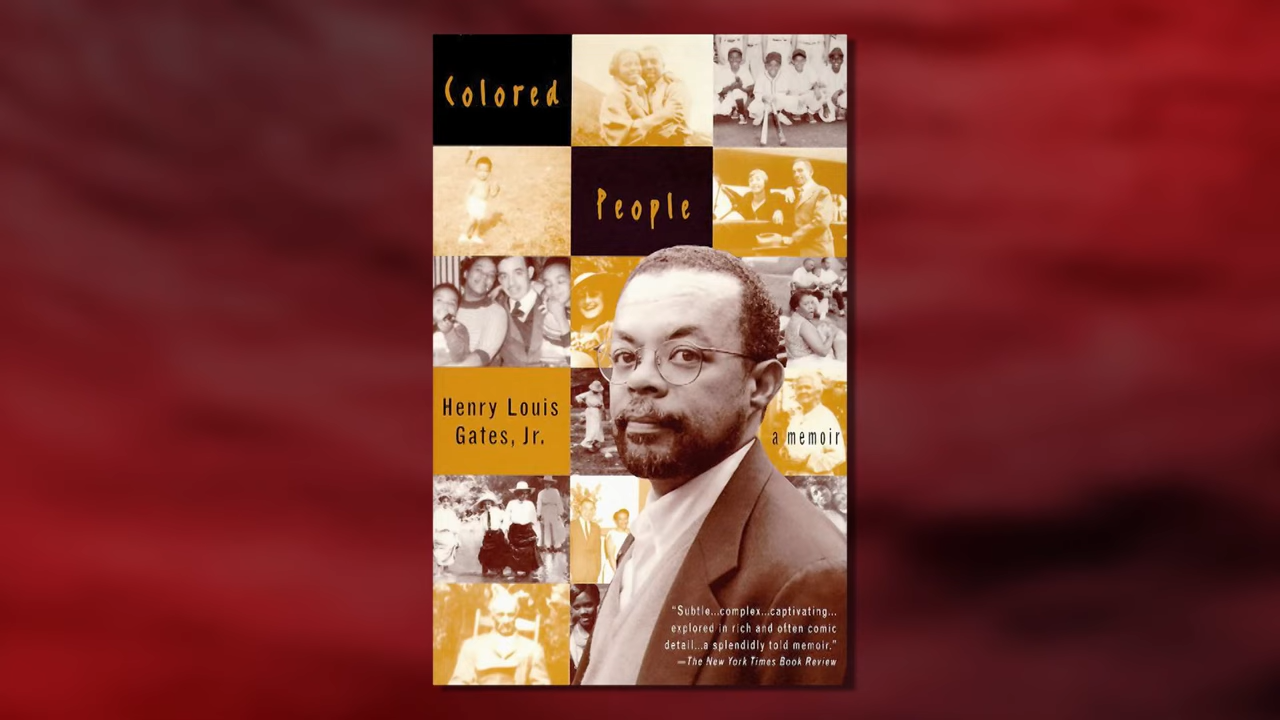 Colored
People
Henry Louis
Gates, Jr.
a memoir
"Subtle...complex...captivating...
explored in rich and often comic
detail...a splendidly told memoir."
—The New York Times Book Review